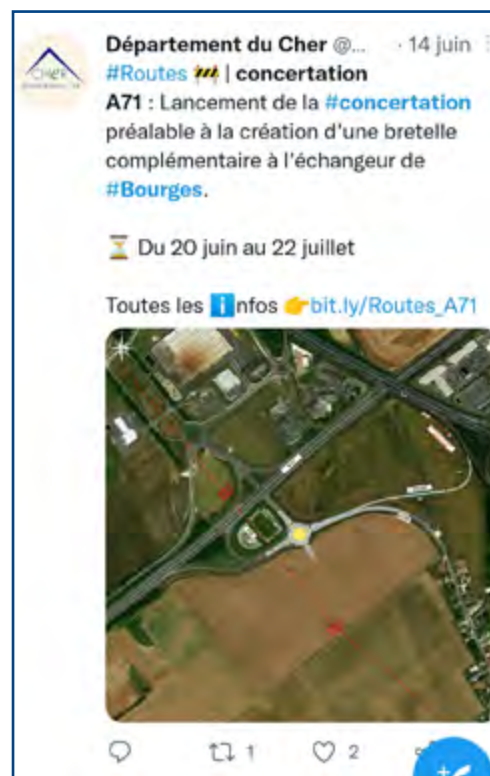 Département du Cher @... · 14 juin
#Routes 🚧 | concertation
A71 : Lancement de la #concertation
préalable à la création d'une bretelle
complémentaire à l'échangeur de
#Bourges.
⏳ Du 20 juin au 22 juillet
Toutes les ℹ️nfos 👉bit.ly/Routes_A71
1 2